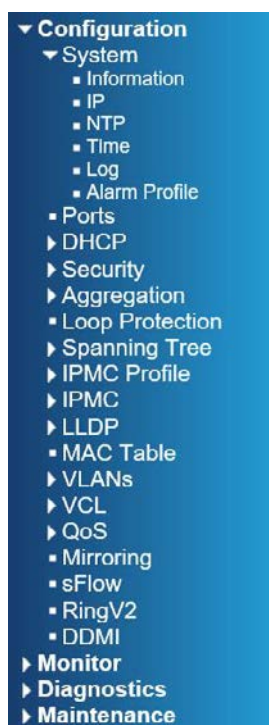 Configuration
System
Information
IP
NTP
Time
Log
Alarm Profile
Ports
DHCP
Security
Aggregation
Loop Protection
Spanning Tree
IPMC Profile
IPMC
LLDP
MAC Table
VLANs
VCL
QoS
Mirroring
sFlow
RingV2
DDMI
Monitor
Diagnostics
Maintenance